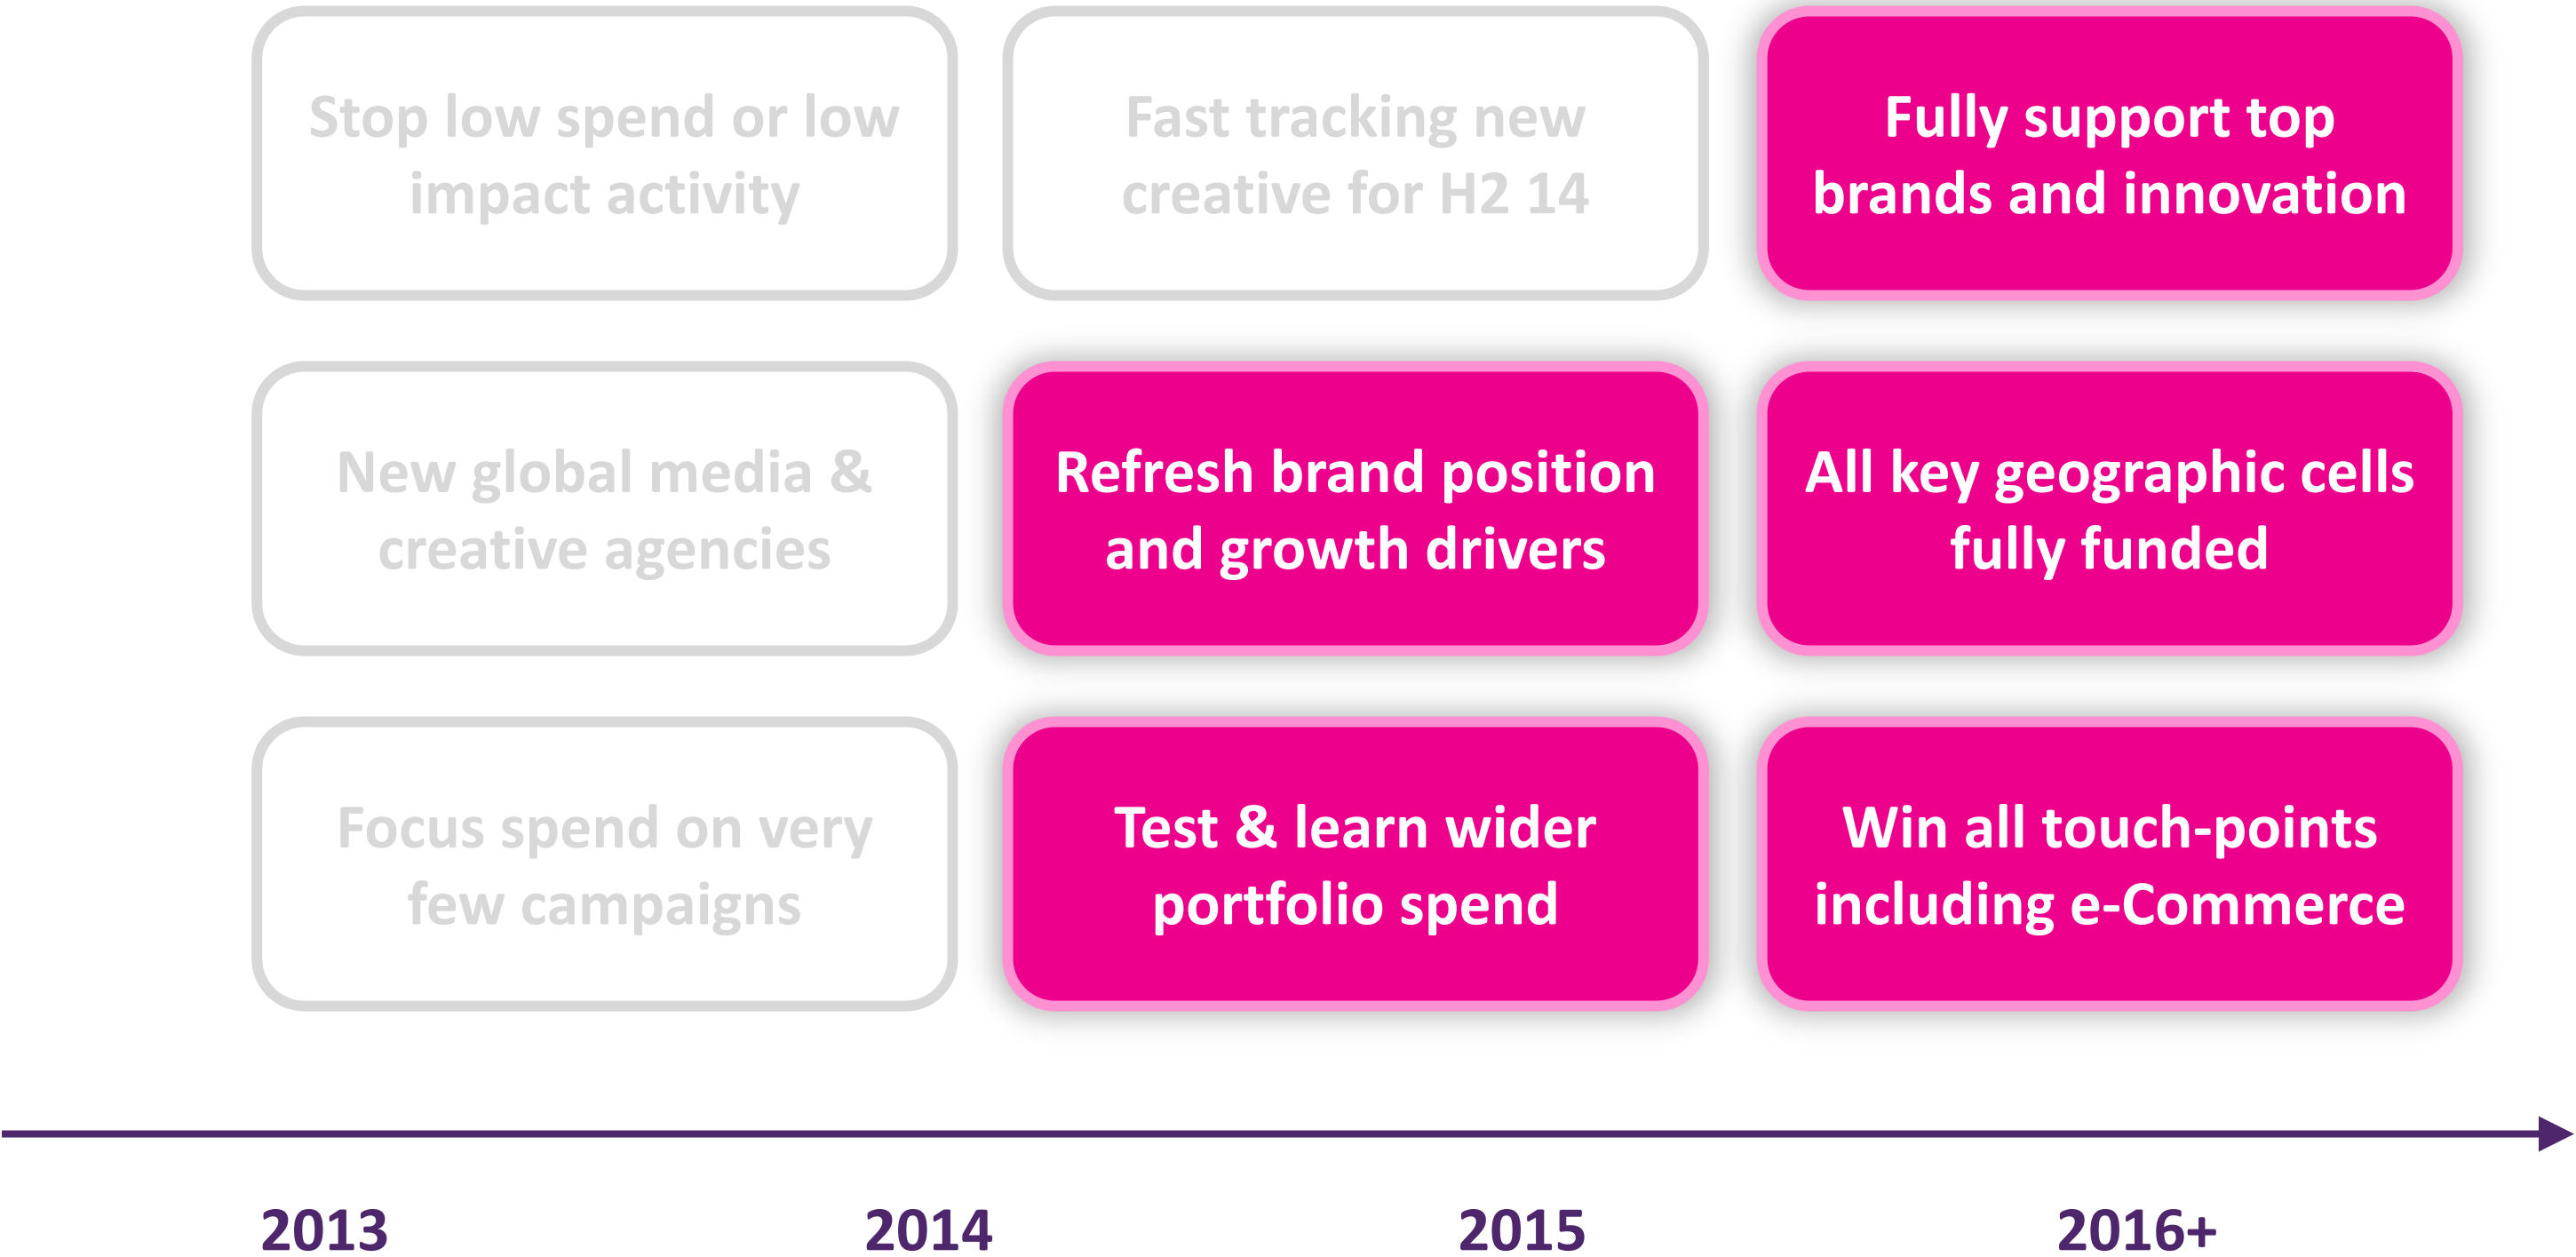 Stop low spend or low
impact activity
Fast tracking new
creative for H2 14
Fully support top
brands and innovation
New global media &
creative agencies
Refresh brand position
and growth drivers
All key geographic cells
fully funded
Focus spend on very
few campaigns
Test & learn wider
portfolio spend
Win all touch-points
including e-Commerce
2013
2014
2015
2016+